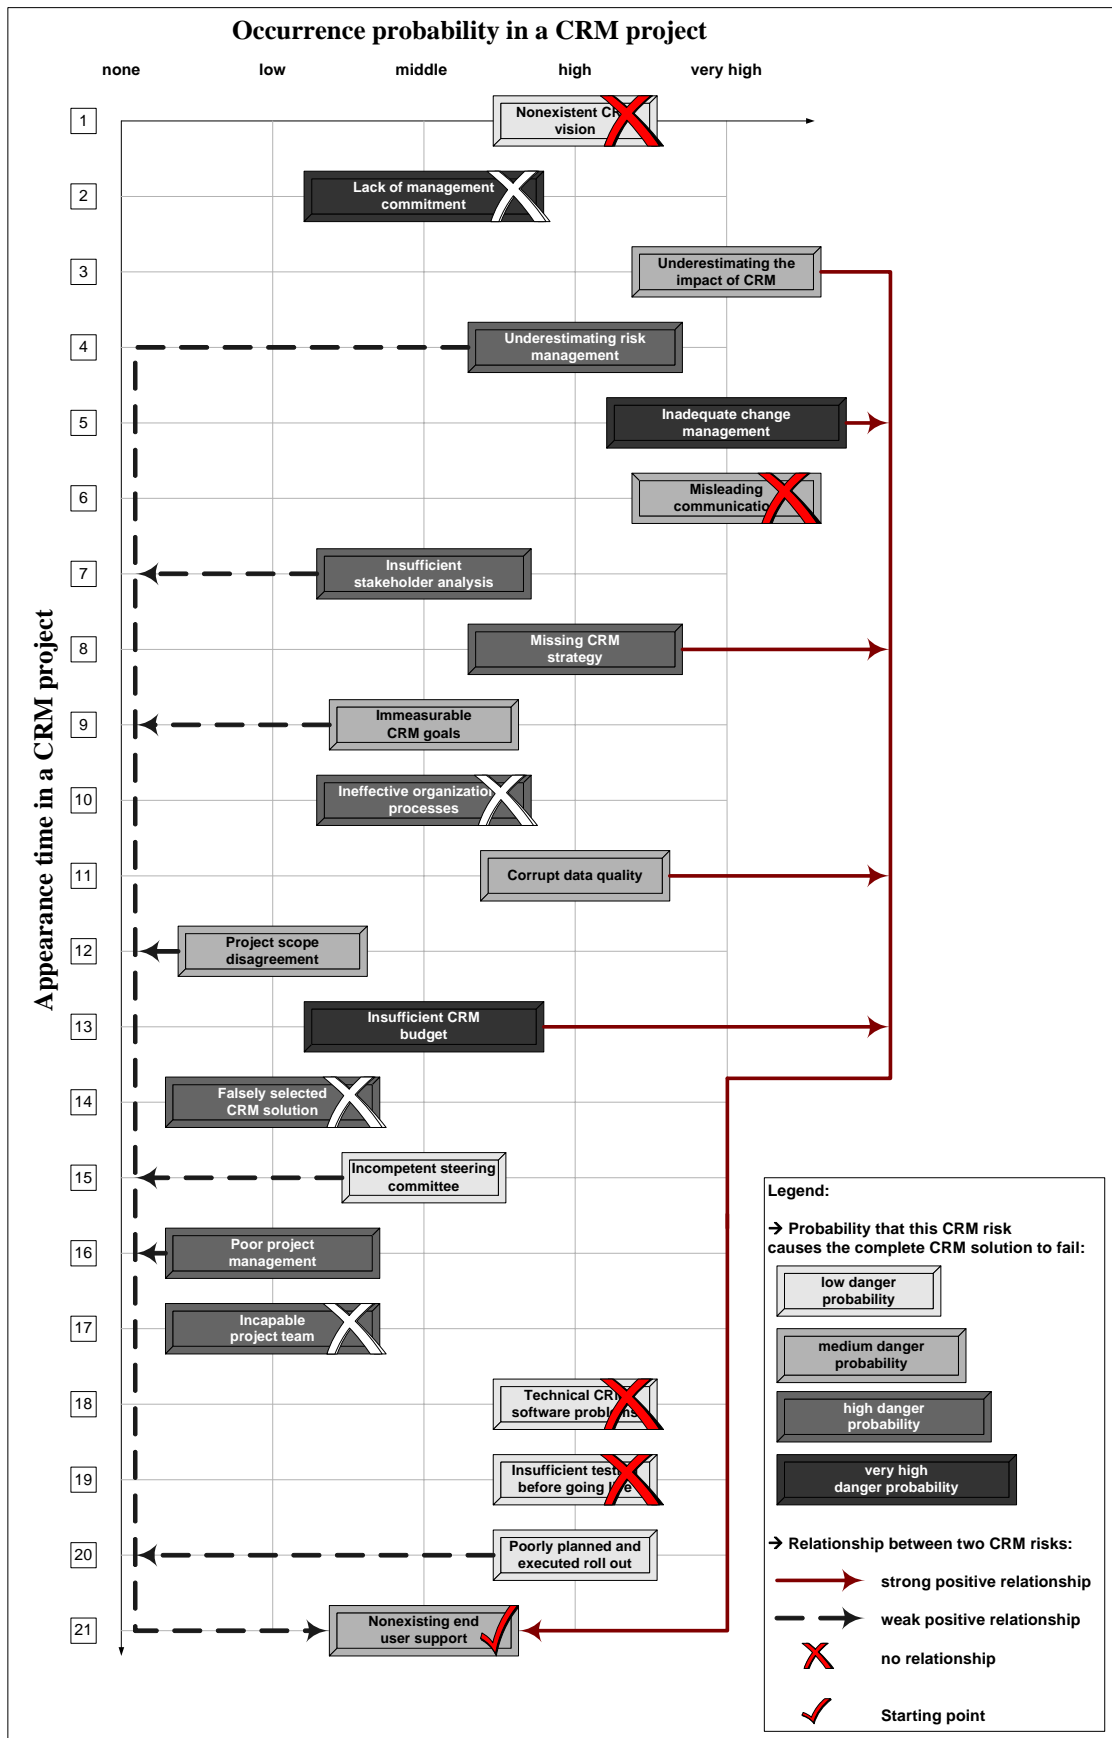 Occurrence probability in a CRM project
none low middle high very high
Appearance time in a CRM project
1
Nonexistent CRM
vision
2
Lack of management
commitment
3
Underestimating the
impact of CRM
4
Underestimating risk
management
5
Inadequate change
management
6
Misleading
communication
7
Insufficient
stakeholder analysis
8
Missing CRM
strategy
9
Immeasurable
CRM goals
10
Ineffective organization
processes
11
Corrupt data quality
12
Project scope
disagreement
13
Insufficient CRM
budget
14
Falsely selected
CRM solution
15
Incompetent steering
committee
16
Poor project
management
17
Incapable
project team
18
Technical CRM
software problems
19
Insufficient testing
before going live
20
Poorly planned and
executed roll out
21
Nonexisting end
user support
Legend:
→ Probability that this CRM risk
causes the complete CRM solution to fail:
low danger
probability
medium danger
probability
high danger
probability
very high
danger probability
→ Relationship between two CRM risks:
strong positive relationship
weak positive relationship
no relationship
Starting point